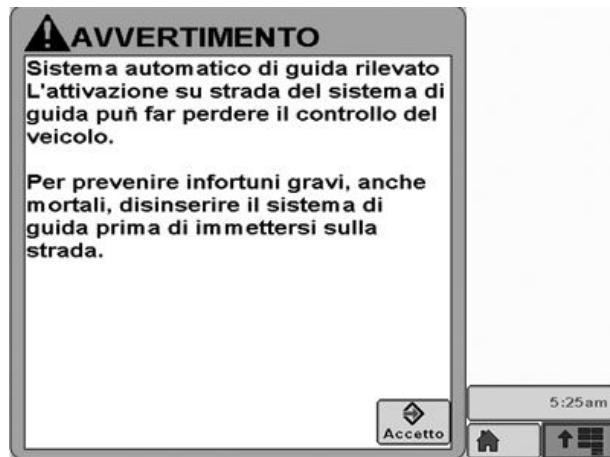 AVVERTIMENTO
Sistema automatico di guida rilevato
L'attivazione su strada del sistema di
guida puň far perdere il controllo del
veicolo.
Per prevenire infortuni gravi, anche
mortali, disinserire il sistema di
guida prima di immettersi sulla
strada.
Accetto
5:25am